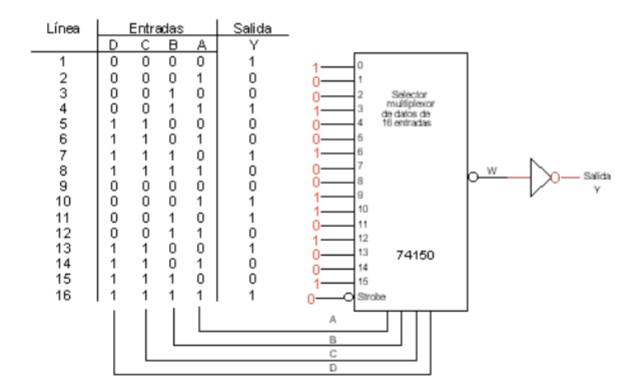 Línea Entradas Salida
D C B A Y
1 0 0 0 0 1
2 0 0 0 1 0
3 0 0 1 0 0
4 0 0 1 1 1
5 1 1 0 0 0
6 1 1 0 1 0
7 1 1 1 0 1
8 1 1 1 1 0
9 0 0 0 0 0
10 0 0 0 1 1
11 0 0 1 0 1
12 0 0 1 1 0
13 1 1 0 0 1
14 1 1 0 1 0
15 1 1 1 0 0
16 1 1 1 1 1
1 0
0 1
0 2
1 3
0 4
0 5
1 6
0 7
0 8
1 9
1 10
0 11
1 12
0 13
0 14
1 15
0 Strobe
Selector
multiplexor
de datos de
16 entradas
74150
W
Salida
Y
A
B
C
D